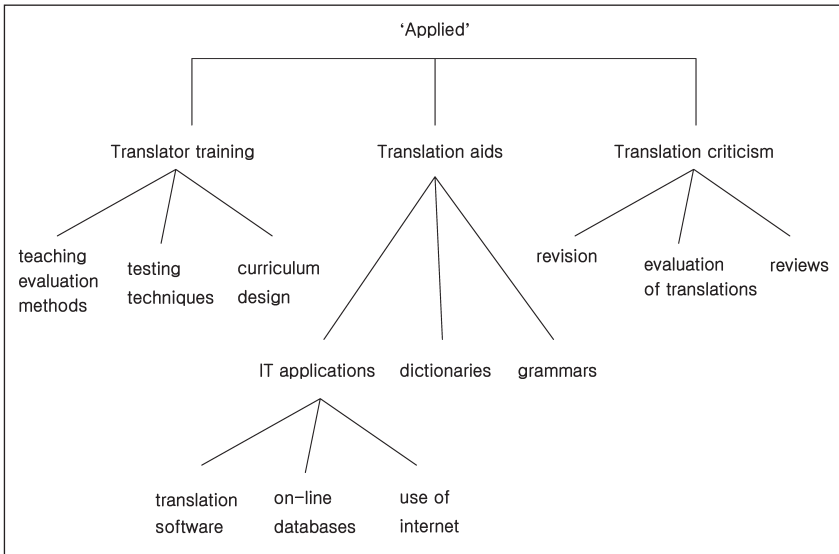 ‘Applied’
Translator training
Translation aids
Translation criticism
teaching
evaluation
methods
testing
techniques
curriculum
design
revision
evaluation
of translations
reviews
IT applications
dictionaries
grammars
translation
software
on-line
databases
use of
internet